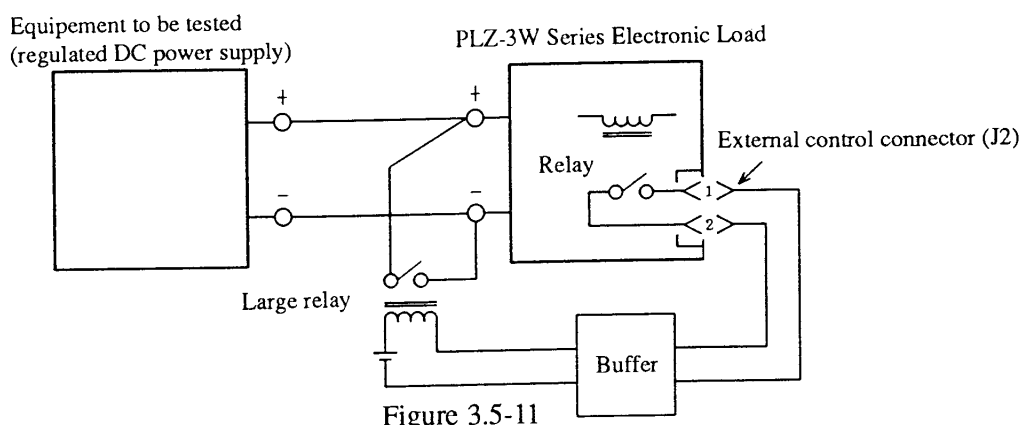 Equipement to be tested
(regulated DC power supply)
PLZ-3W Series Electronic Load
+
+
External control connector (J2)
Relay
1
−
−
2
Large relay
Buffer
Figure 3.5-11